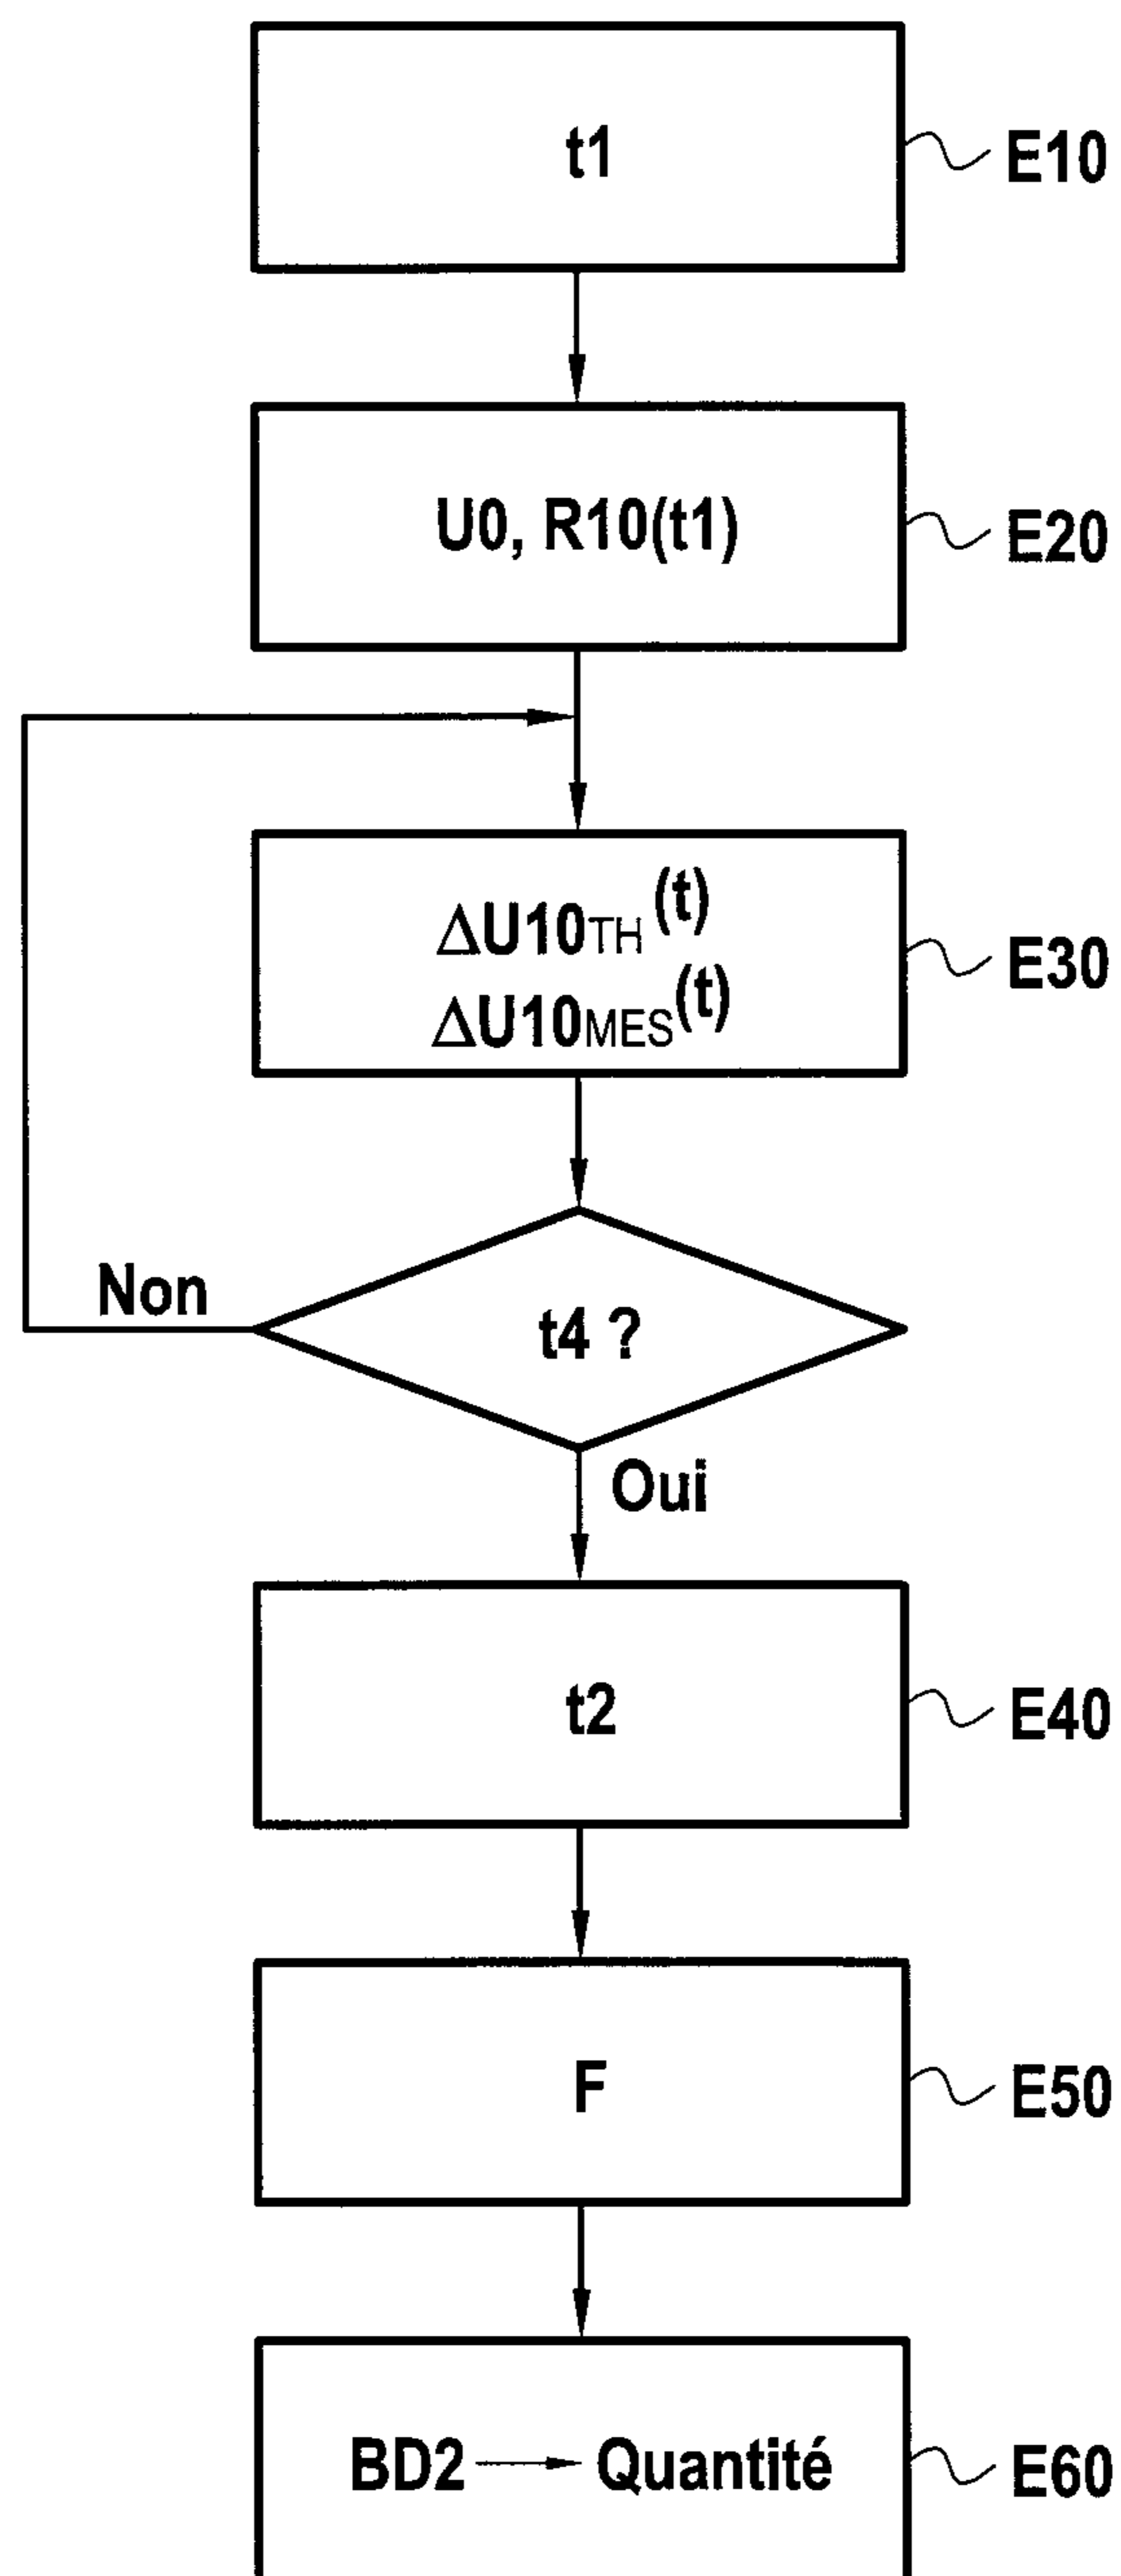 t1
E10
U0, R10(t1)
E20
ΔU10TH(t)
ΔU10MES(t)
E30
Non
t4 ?
Oui
t2
E40
F
E50
BD2 → Quantité
E60